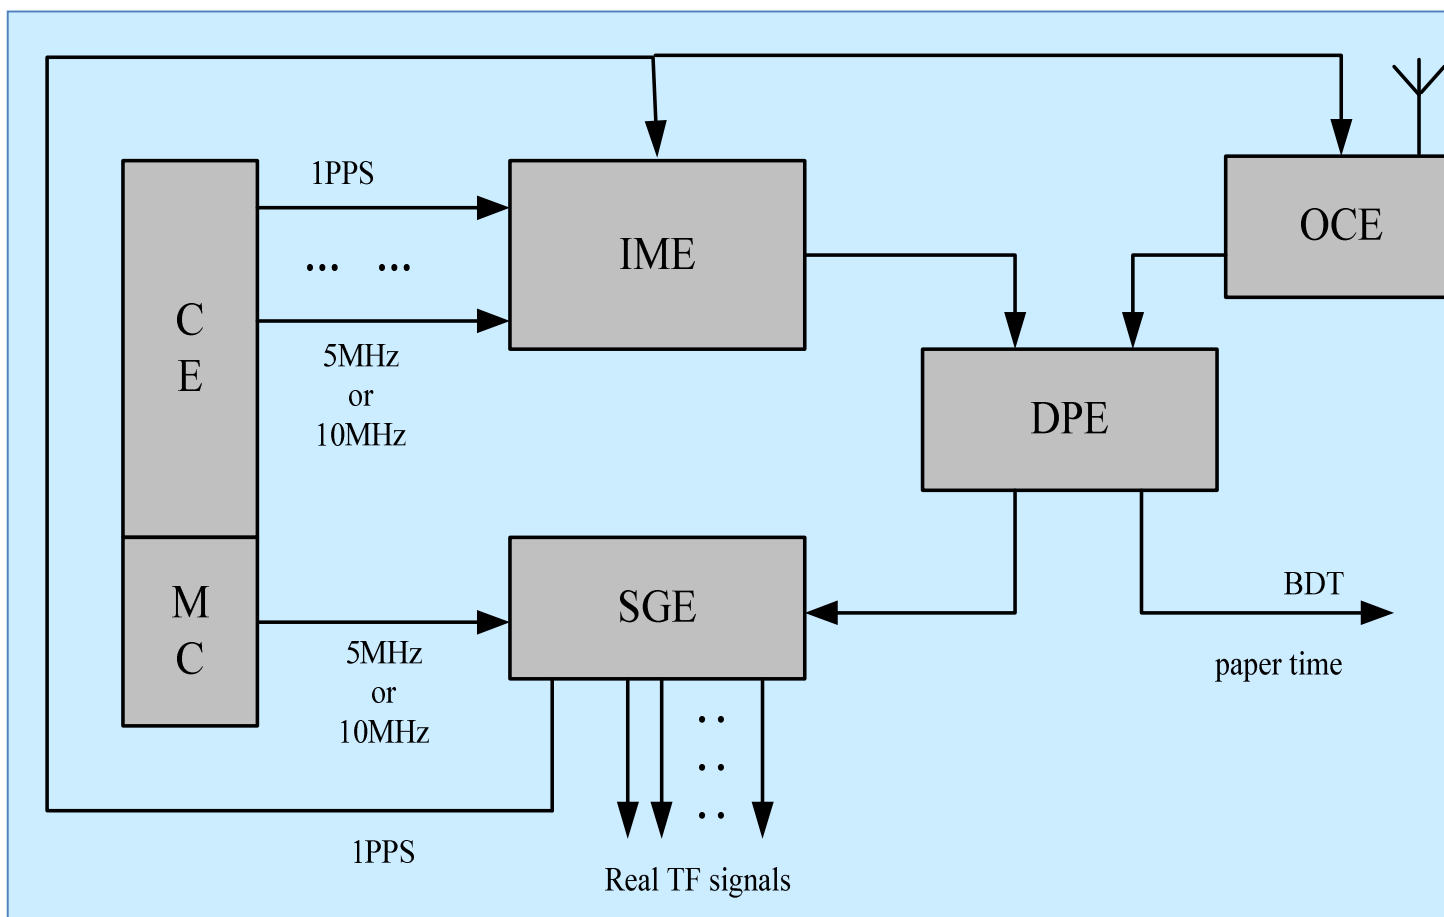 1PPS
... ...
5MHz
or
10MHz
C
E
M
C
IME
OCE
DPE
SGE
5MHz
or
10MHz
BDT
paper time
1PPS
Real TF signals